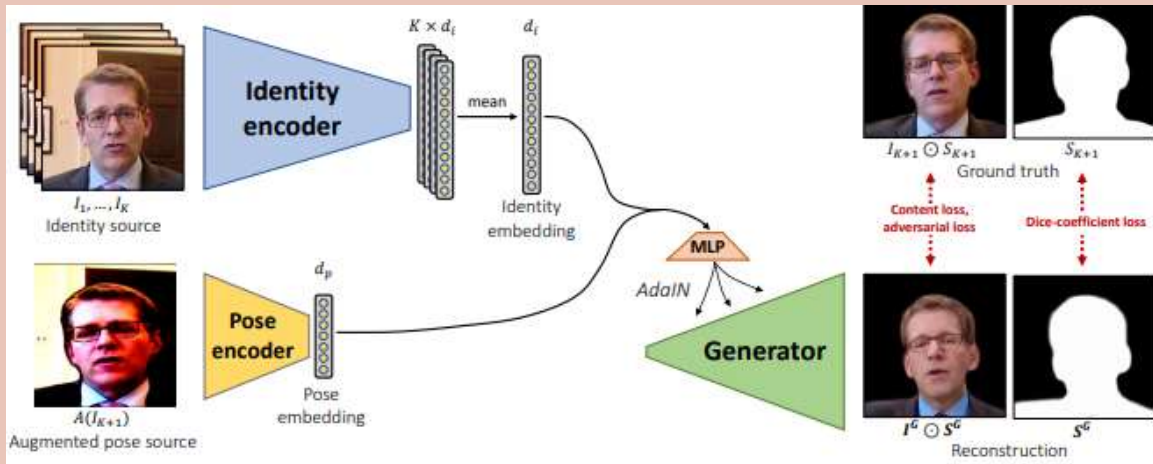 K × d_i
d_i
Identity
encoder
mean
I_1, …, I_K
Identity source
Identity
embedding
I_{K+1} ⊙ S_{K+1}
S_{K+1}
Ground truth
Content loss,
adversarial loss
Dice-coefficient loss
MLP
AdaIN
d_p
Pose
encoder
Pose
embedding
Generator
A(I_{K+1})
Augmented pose source
I^G ⊙ S^G
S^G
Reconstruction